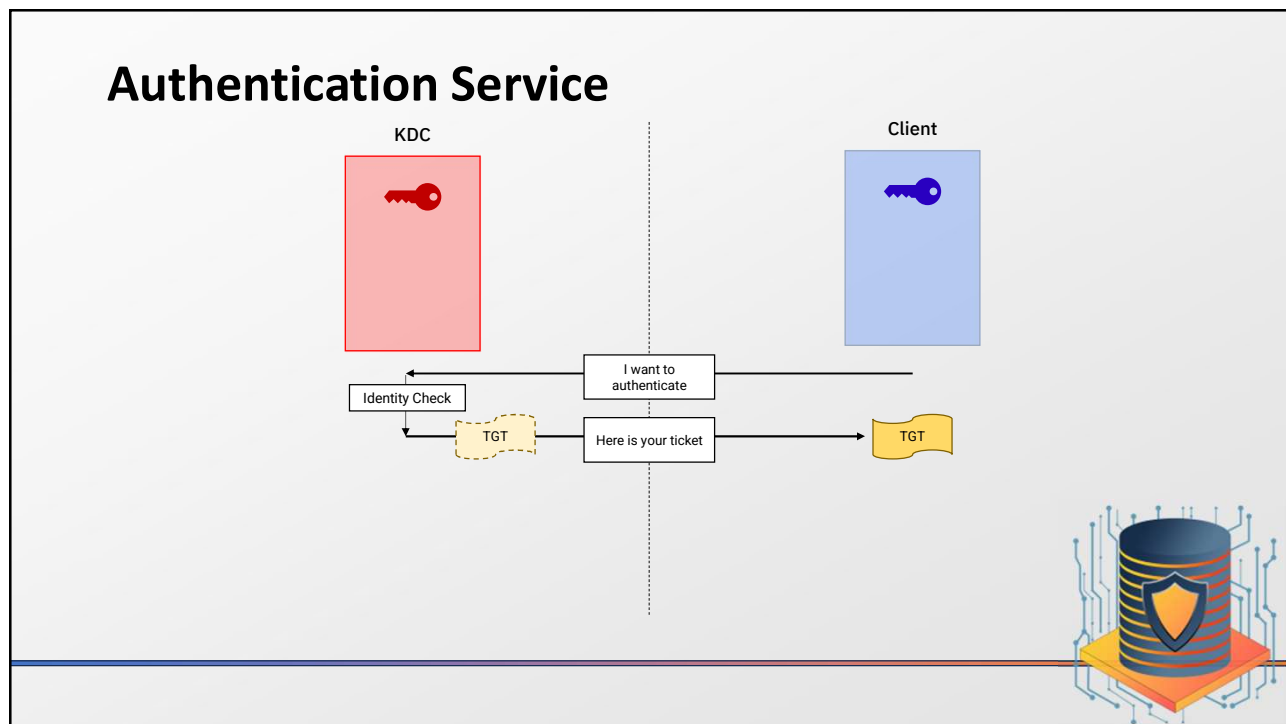 Authentication Service
KDC
Client
I want to
authenticate
Identity Check
TGT
Here is your ticket
TGT